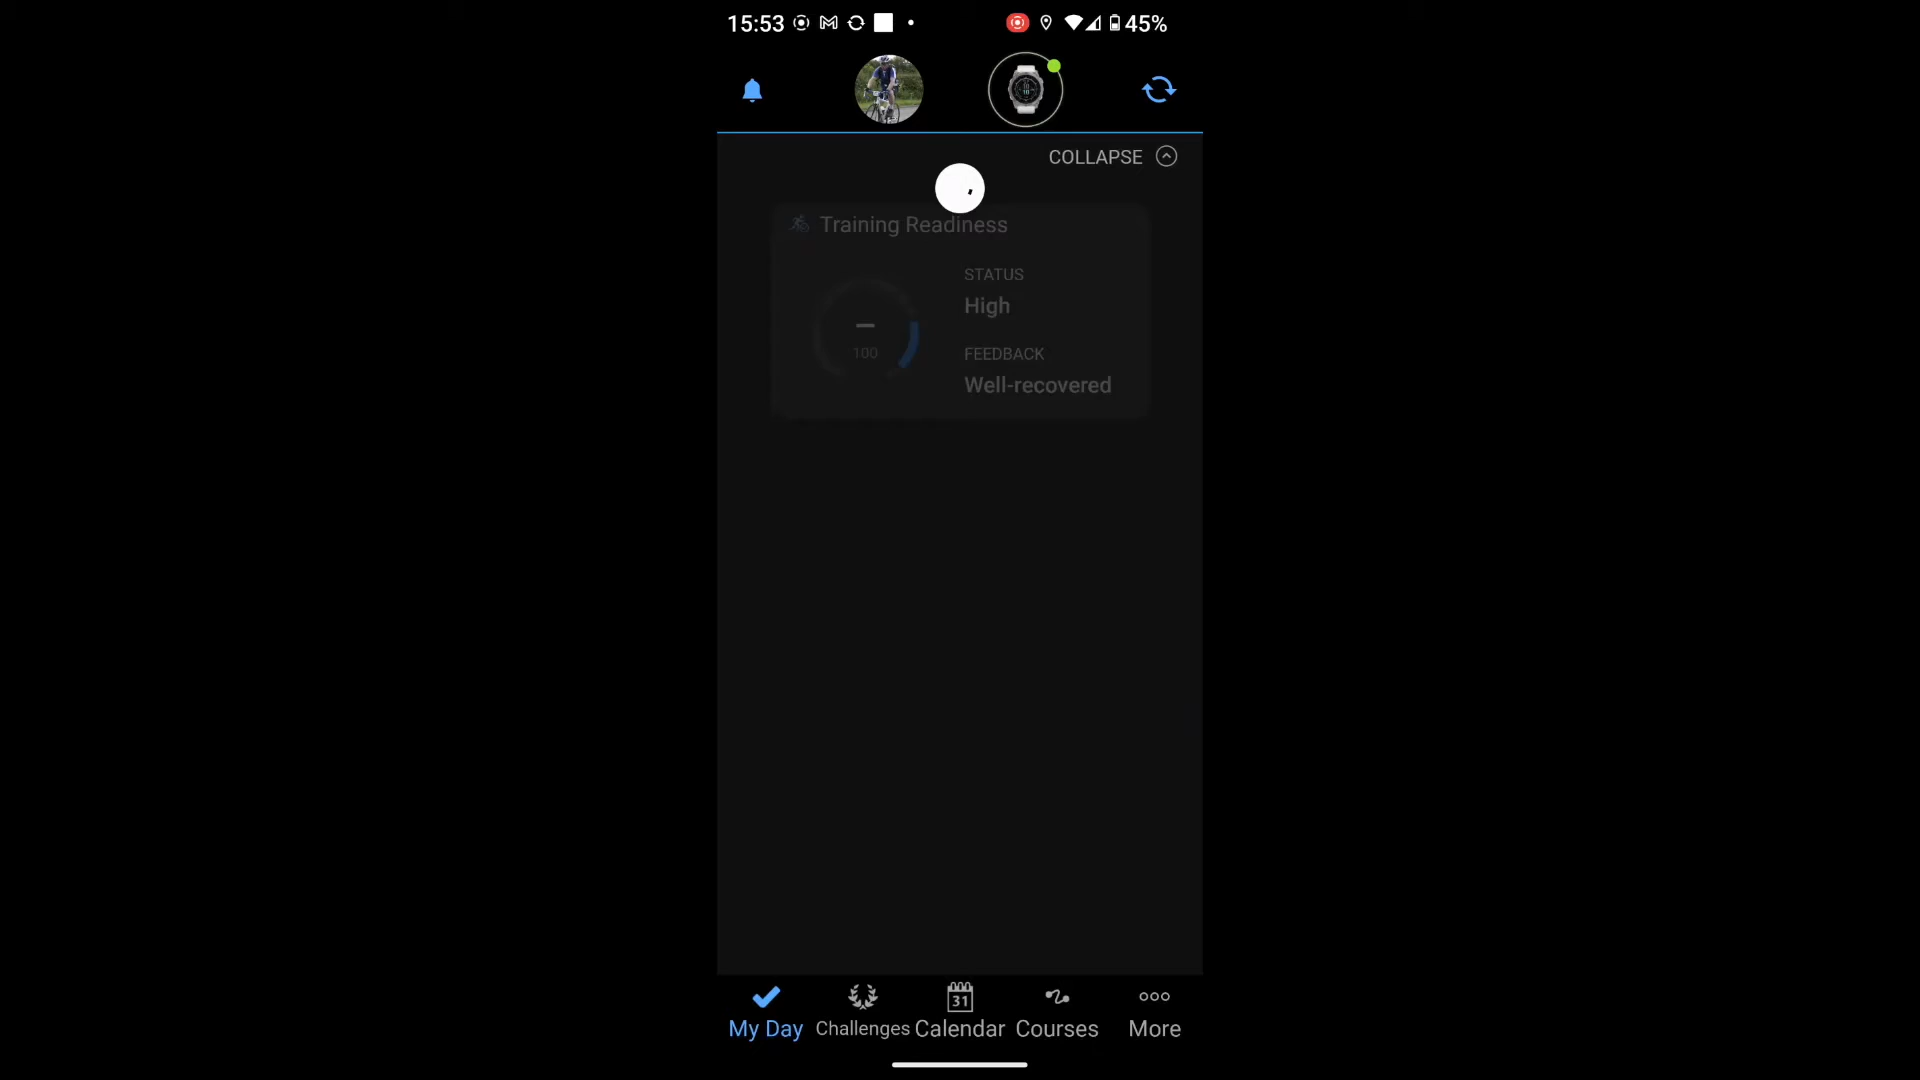 15:53 45%
COLLAPSE
Training Readiness
STATUS
High
–
100
FEEDBACK
Well-recovered
31
My Day Challenges Calendar Courses More